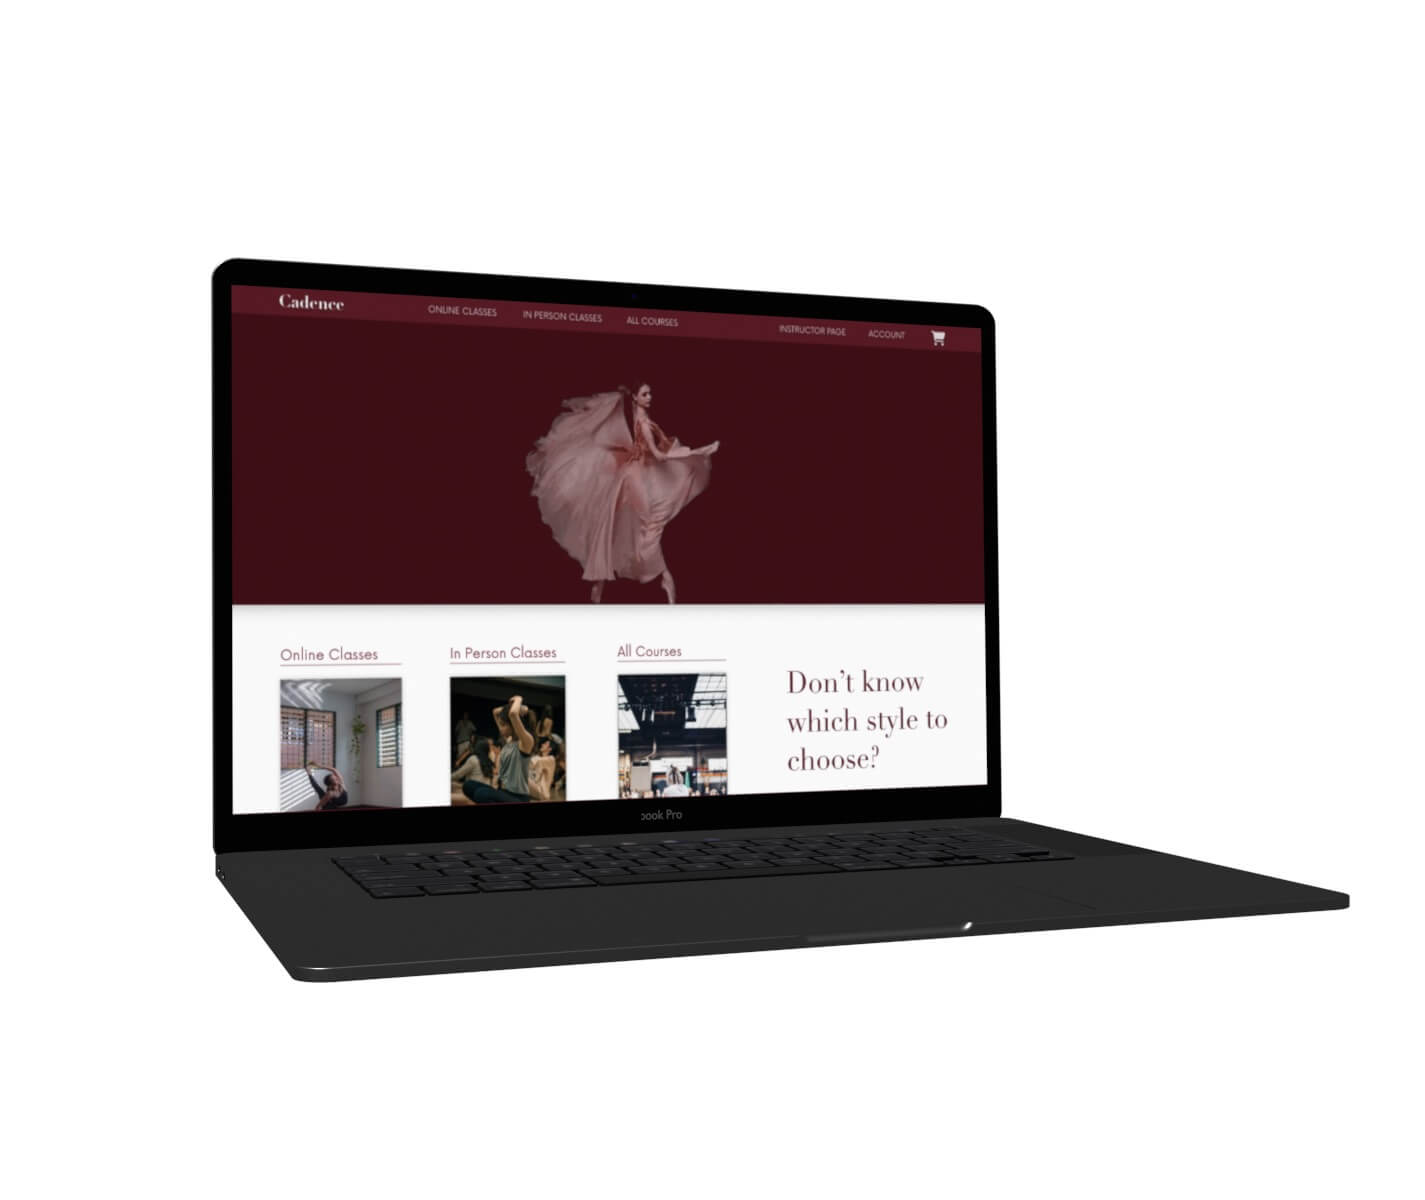 Cadence
ONLINE CLASSES
IN PERSON CLASSES
ALL COURSES
INSTRUCTOR PAGE
ACCOUNT
Online Classes
In Person Classes
All Courses
Don't know
which style to
choose?
book Pro